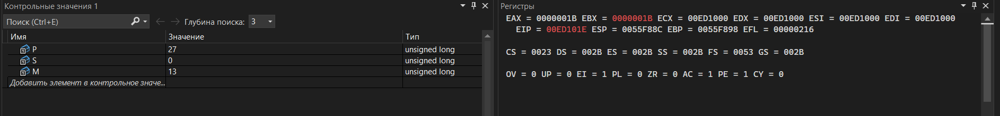 Контрольные значения 1
Поиск (Ctrl+E)
Глубина поиска: 3
Имя Значение Тип
P 27 unsigned long
S 0 unsigned long
M 13 unsigned long
Добавить элемент в контрольное значе...
Регистры
EAX = 0000001B EBX = 0000001B ECX = 00ED1000 EDX = 00ED1000 ESI = 00ED1000 EDI = 00ED1000
EIP = 00ED101E ESP = 0055F88C EBP = 0055F898 EFL = 00000216
CS = 0023 DS = 002B ES = 002B SS = 002B FS = 0053 GS = 002B
OV = 0 UP = 0 EI = 1 PL = 0 ZR = 0 AC = 1 PE = 1 CY = 0